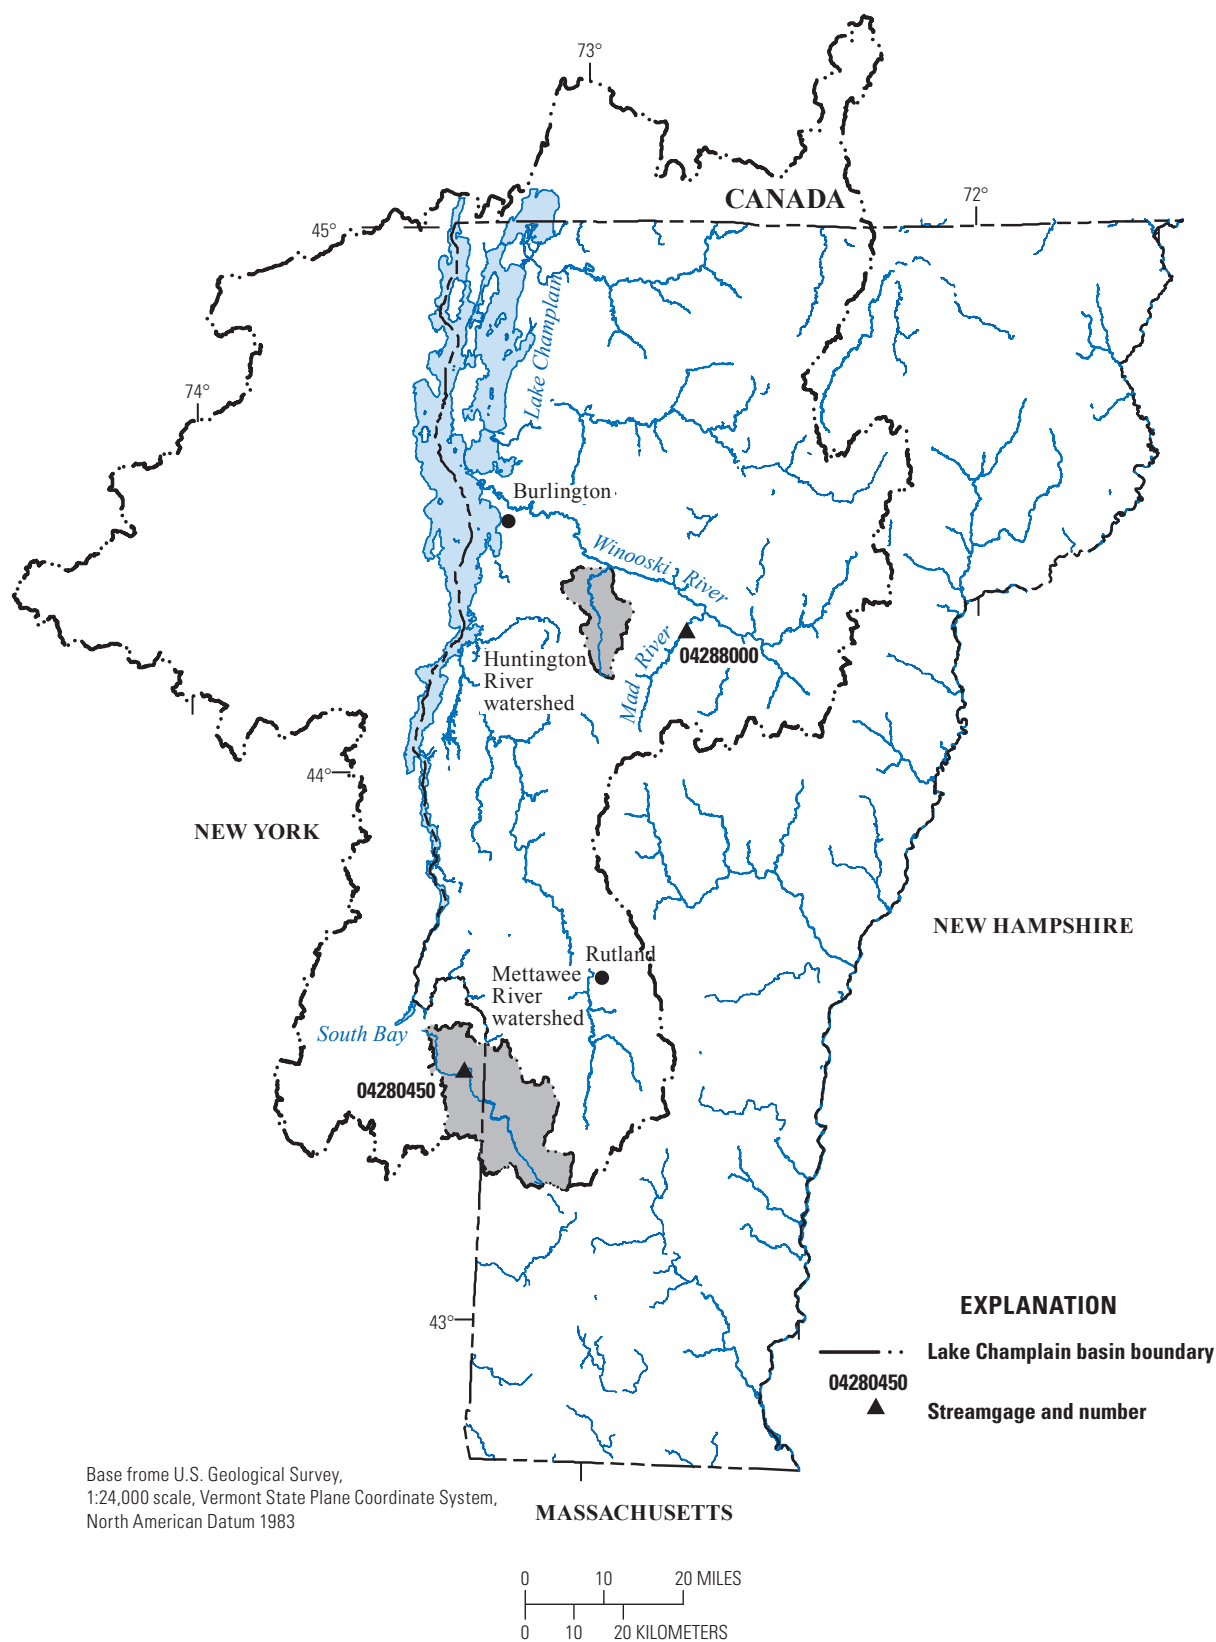 73°
CANADA
72°
45°
Lake Champlain
74°
Burlington
Winooski River
04288000
Huntington
River
watershed
Mad River
44°
NEW YORK
NEW HAMPSHIRE
Rutland
Mettawee
River
watershed
South Bay
04280450
43°
EXPLANATION
Lake Champlain basin boundary
04280450
Streamgage and number
Base frome U.S. Geological Survey,
1:24,000 scale, Vermont State Plane Coordinate System,
North American Datum 1983
MASSACHUSETTS
0 10 20 MILES
0 10 20 KILOMETERS